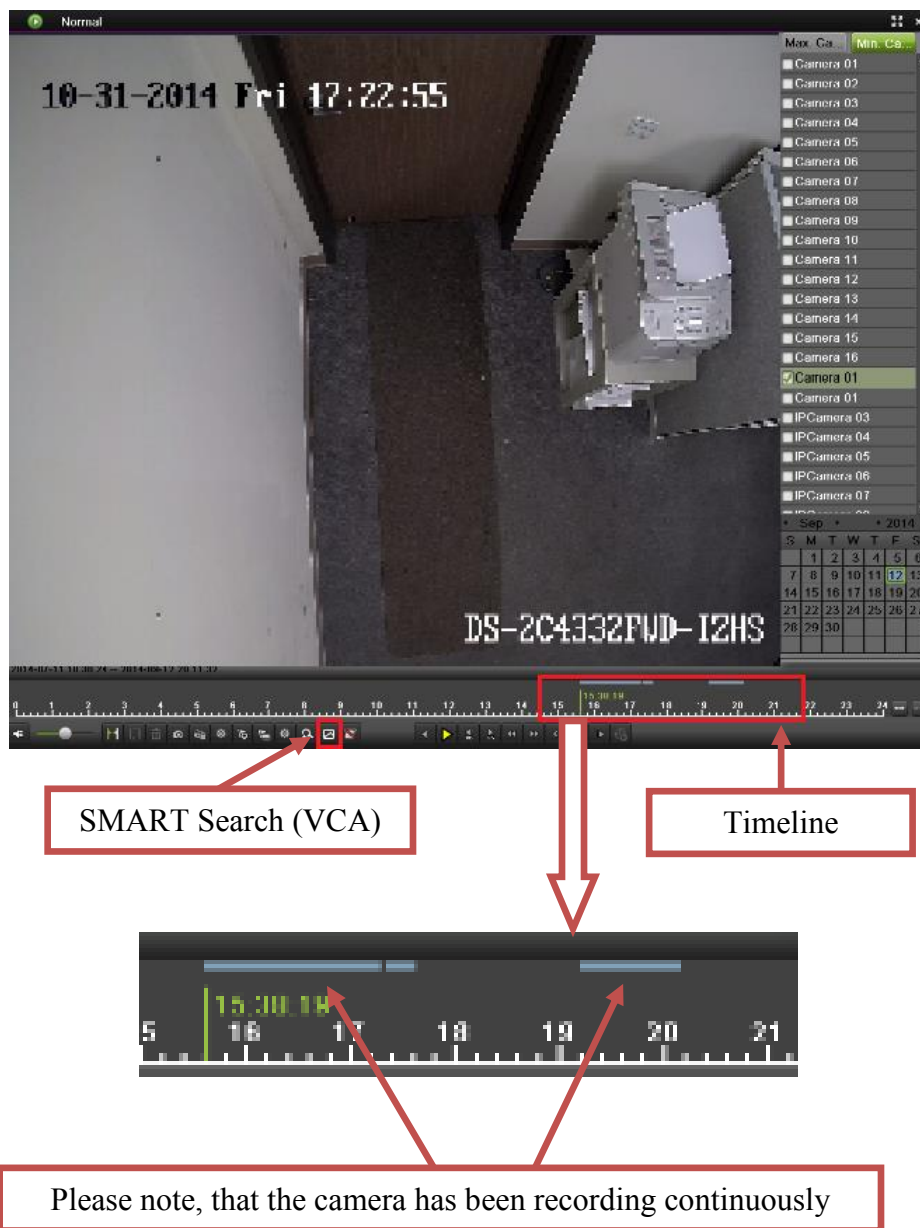 Normal
Max. Ca... Min. Ca...
10-31-2014 Fri 17:22:55
Camera 01
Camera 02
Camera 03
Camera 04
Camera 05
Camera 06
Camera 07
Camera 08
Camera 09
Camera 10
Camera 11
Camera 12
Camera 13
Camera 14
Camera 15
Camera 16
Camera 01
Camera 01
IPCamera 03
IPCamera 04
IPCamera 05
IPCamera 06
IPCamera 07
Sep 2014
S M T W T F S
1 2 3 4 5 6
7 8 9 10 11 12 13
14 15 16 17 18 19 20
21 22 23 24 25 26 27
28 29 30
DS-2C4332FWD-IZHS
15:30:19
0 1 2 3 4 5 6 7 8 9 10 11 12 13 14 15 16 17 18 19 20 21 22 23 24
SMART Search (VCA)
Timeline
15:30:19
5 16 17 18 19 20 21
Please note, that the camera has been recording continuously